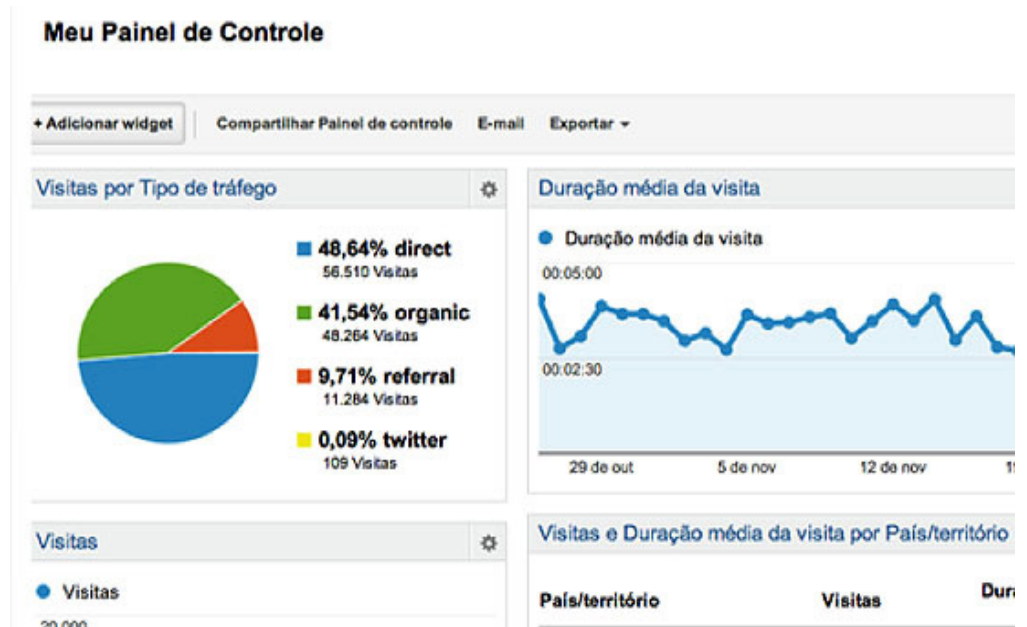 Meu Painel de Controle
+ Adicionar widget
Compartilhar Painel de controle
E-mail
Exportar
Visitas por Tipo de tráfego
48,64% direct
56.510 Visitas
41,54% organic
48.264 Visitas
9,71% referral
11.284 Visitas
0,09% twitter
109 Visitas
Duração média da visita
Duração média da visita
00:05:00
00:02:30
29 de out
5 de nov
12 de nov
Visitas
Visitas
20.000
Visitas e Duração média da visita por País/território
País/território
Visitas